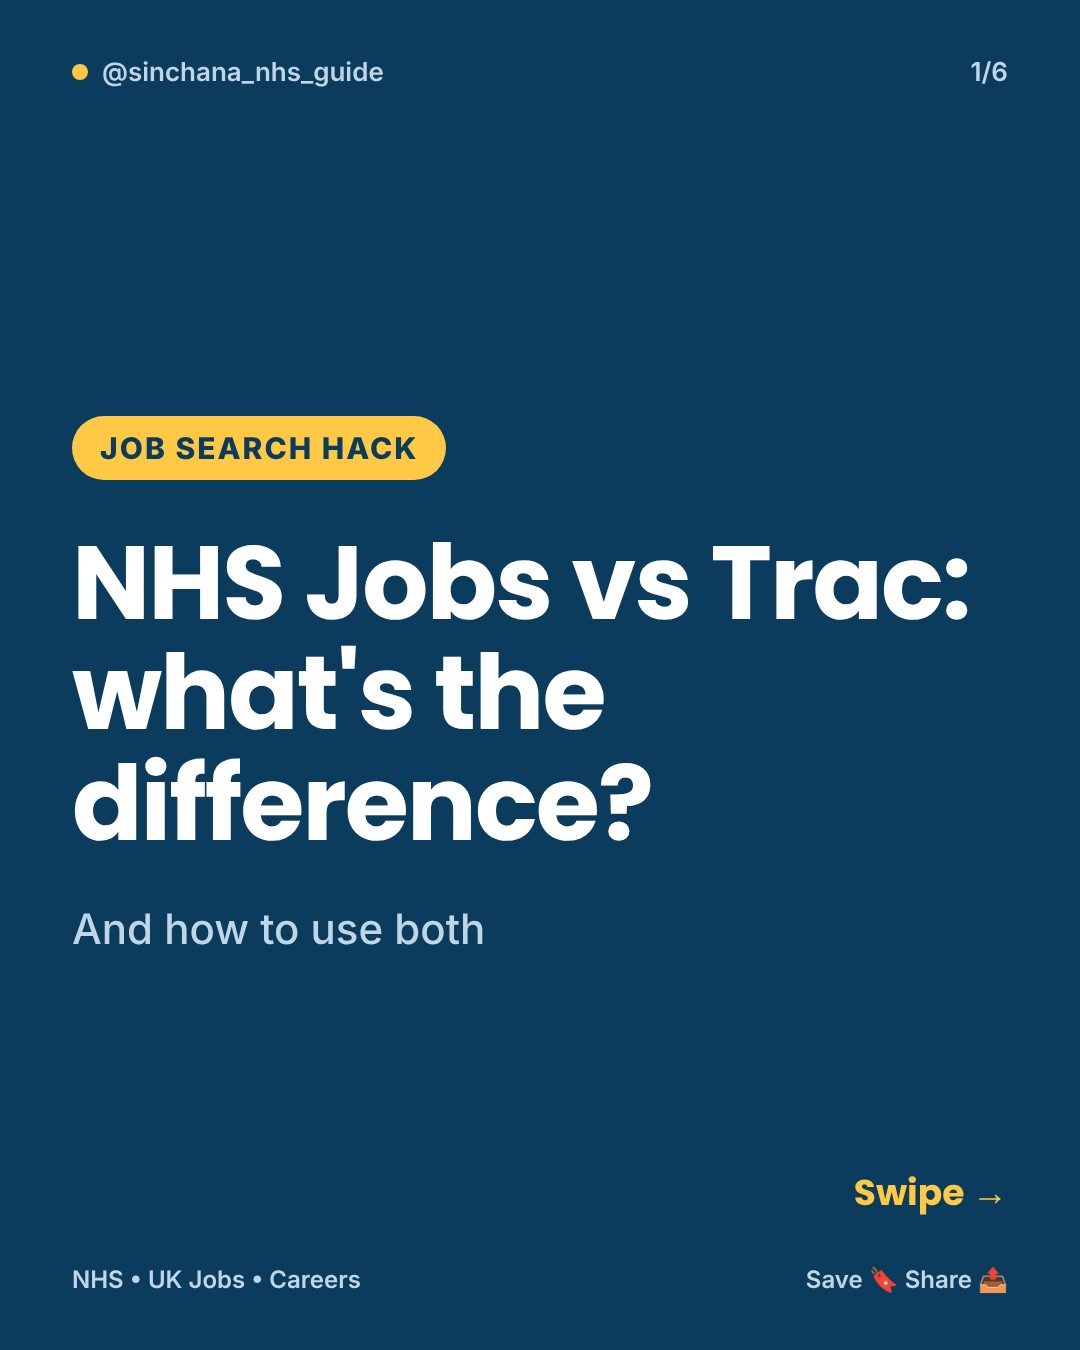 @sinchana_nhs_guide
1/6
JOB SEARCH HACK
NHS Jobs vs Trac:
what's the
difference?
And how to use both
Swipe →
NHS • UK Jobs • Careers
Save 🔖 Share 📤